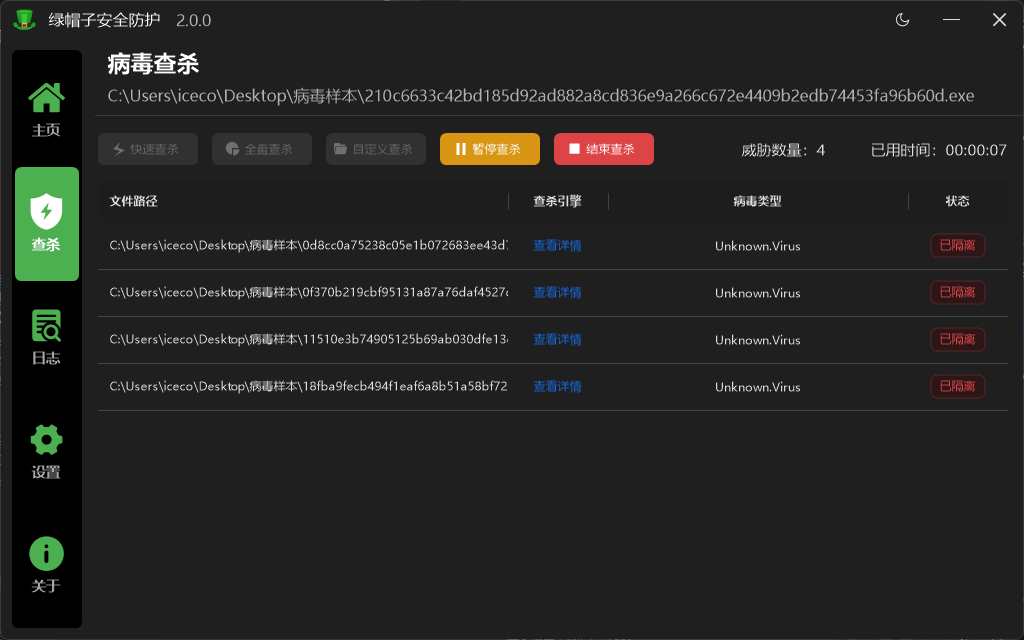 绿帽子安全防护 2.0.0
主页
查杀
日志
设置
关于
病毒查杀
C:\Users\iceco\Desktop\病毒样本\210c6633c42bd185d92ad882a8cd836e9a266c672e4409b2edb74453fa96b60d.exe
快速查杀 全盘查杀 自定义查杀 暂停查杀 结束查杀 威胁数量：4 已用时间：00:00:07
文件路径 查杀引擎 病毒类型 状态
C:\Users\iceco\Desktop\病毒样本\0d8cc0a75238c05e1b072683ee43d7 查看详情 Unknown.Virus 已隔离
C:\Users\iceco\Desktop\病毒样本\0f370b219cbf95131a87a76daf4527c 查看详情 Unknown.Virus 已隔离
C:\Users\iceco\Desktop\病毒样本\11510e3b74905125b69ab030dfe13 查看详情 Unknown.Virus 已隔离
C:\Users\iceco\Desktop\病毒样本\18fba9fecb494f1eaf6a8b51a58bf72 查看详情 Unknown.Virus 已隔离